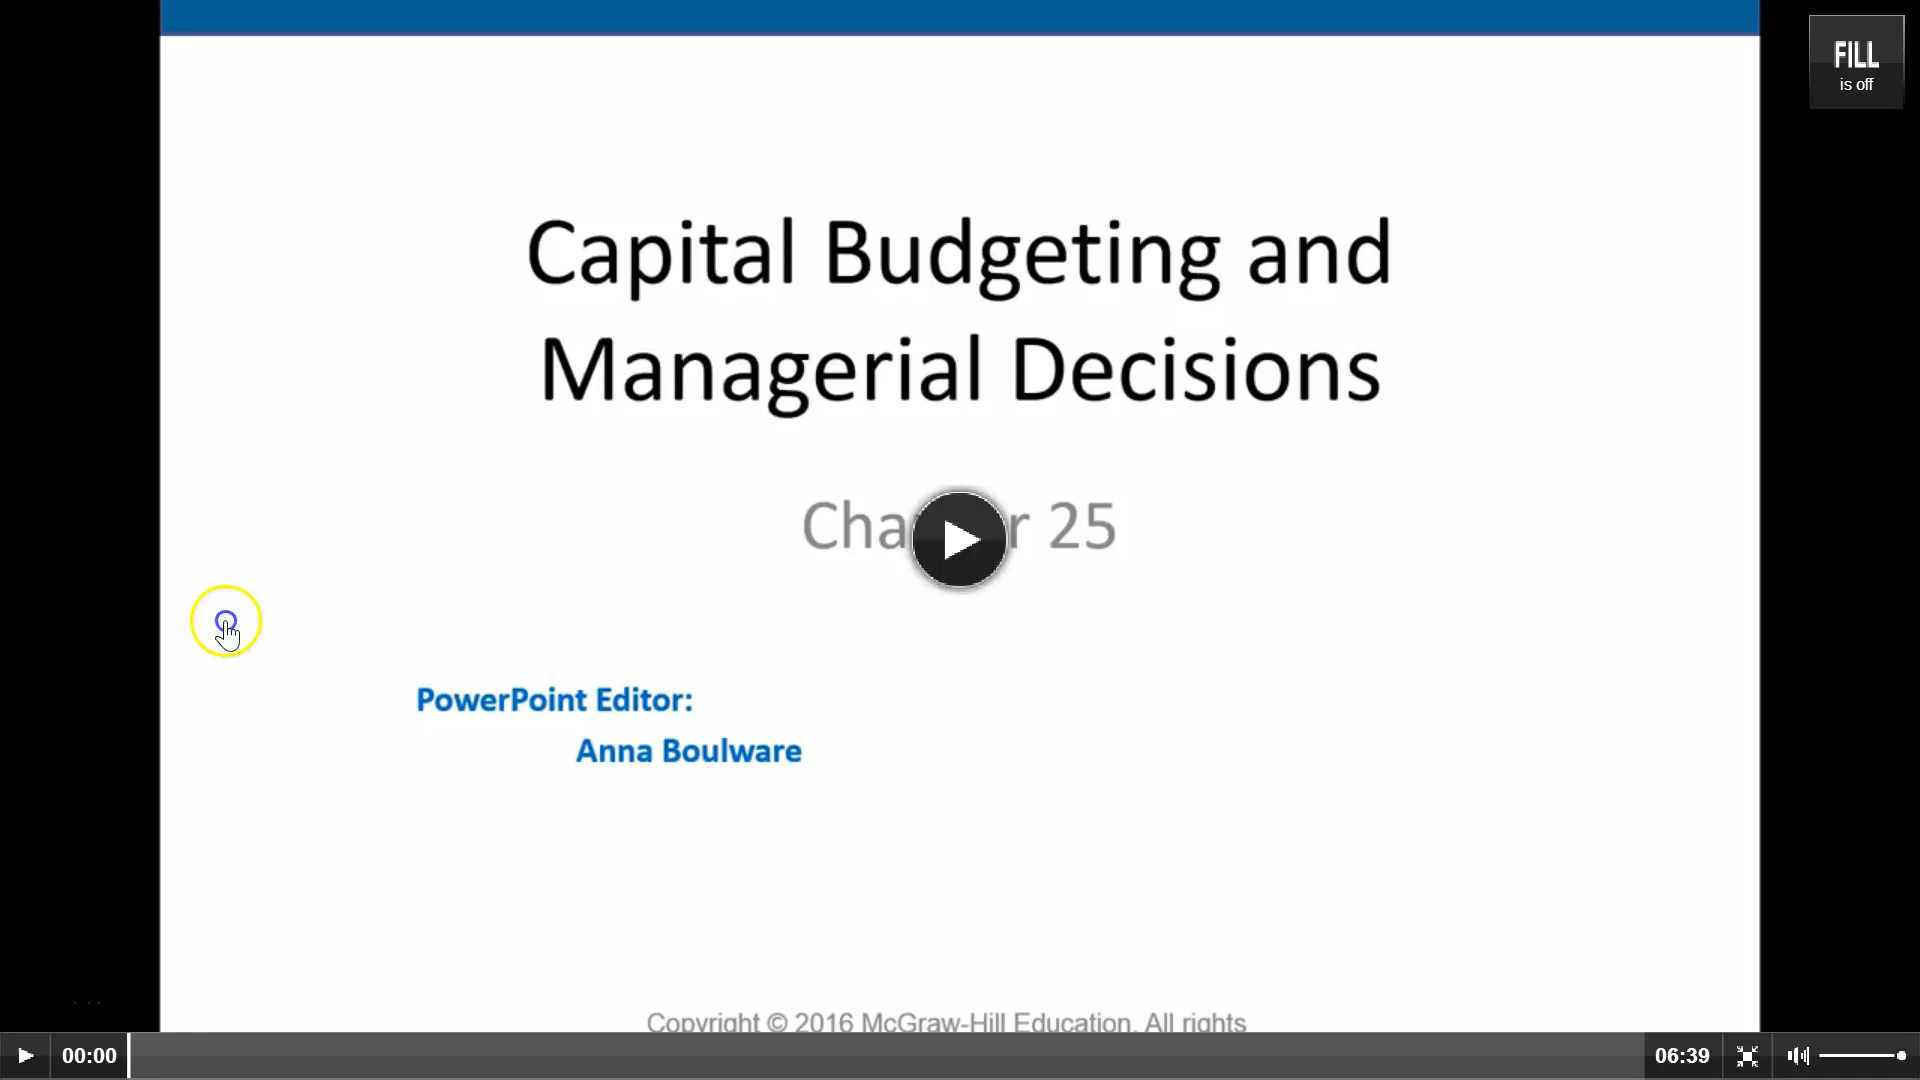 FILL
is off
Capital Budgeting and
Managerial Decisions
Chapter 25
PowerPoint Editor:
Anna Boulware
Copyright © 2016 McGraw-Hill Education. All rights
00:00
06:39